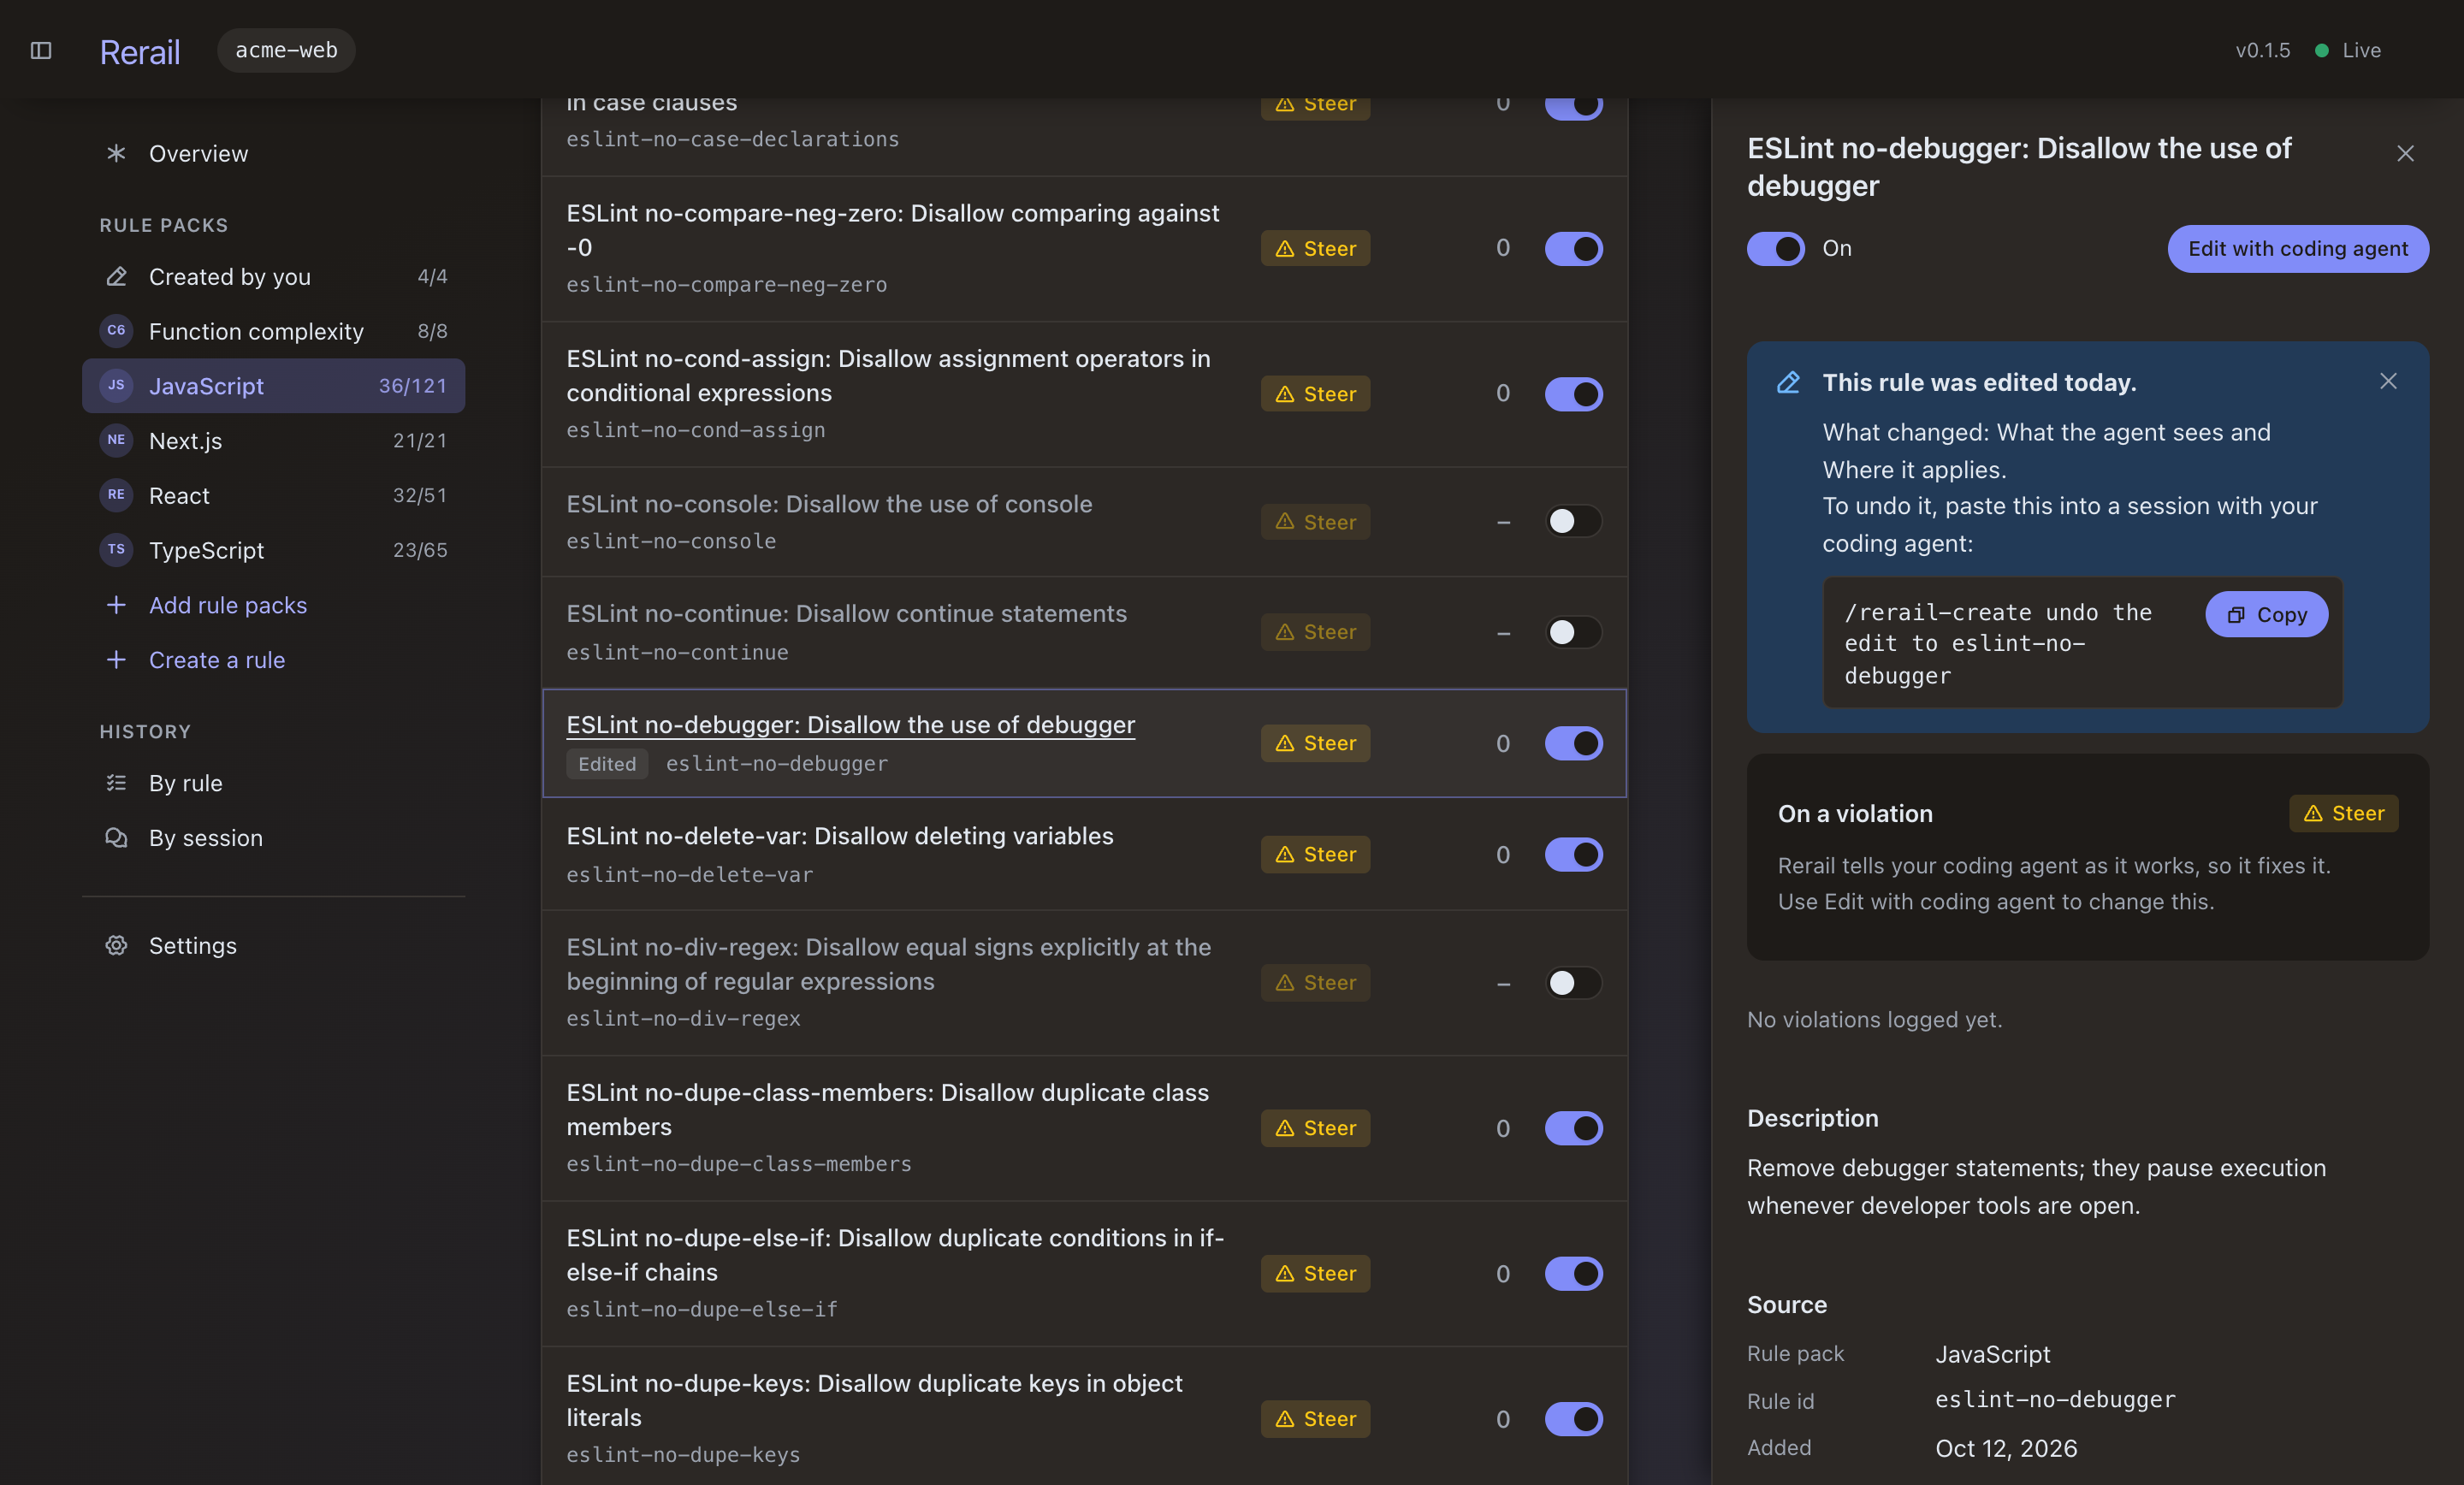 Rerail
acme-web
v0.1.5
Live
Overview
RULE PACKS
Created by you 4/4
C6 Function complexity 8/8
JS JavaScript 36/121
NE Next.js 21/21
RE React 32/51
TS TypeScript 23/65
Add rule packs
Create a rule
HISTORY
By rule
By session
Settings
in case clauses
eslint-no-case-declarations
Steer 0
ESLint no-compare-neg-zero: Disallow comparing against
-0
eslint-no-compare-neg-zero
Steer 0
ESLint no-cond-assign: Disallow assignment operators in
conditional expressions
eslint-no-cond-assign
Steer 0
ESLint no-console: Disallow the use of console
eslint-no-console
Steer –
ESLint no-continue: Disallow continue statements
eslint-no-continue
Steer –
ESLint no-debugger: Disallow the use of debugger
Edited eslint-no-debugger
Steer 0
ESLint no-delete-var: Disallow deleting variables
eslint-no-delete-var
Steer 0
ESLint no-div-regex: Disallow equal signs explicitly at the
beginning of regular expressions
eslint-no-div-regex
Steer –
ESLint no-dupe-class-members: Disallow duplicate class
members
eslint-no-dupe-class-members
Steer 0
ESLint no-dupe-else-if: Disallow duplicate conditions in if-
else-if chains
eslint-no-dupe-else-if
Steer 0
ESLint no-dupe-keys: Disallow duplicate keys in object
literals
eslint-no-dupe-keys
Steer 0
ESLint no-debugger: Disallow the use of
debugger
On
Edit with coding agent
This rule was edited today.
What changed: What the agent sees and
Where it applies.
To undo it, paste this into a session with your
coding agent:
/rerail-create undo the
edit to eslint-no-
debugger
Copy
On a violation
Steer
Rerail tells your coding agent as it works, so it fixes it.
Use Edit with coding agent to change this.
No violations logged yet.
Description
Remove debugger statements; they pause execution
whenever developer tools are open.
Source
Rule pack JavaScript
Rule id eslint-no-debugger
Added Oct 12, 2026